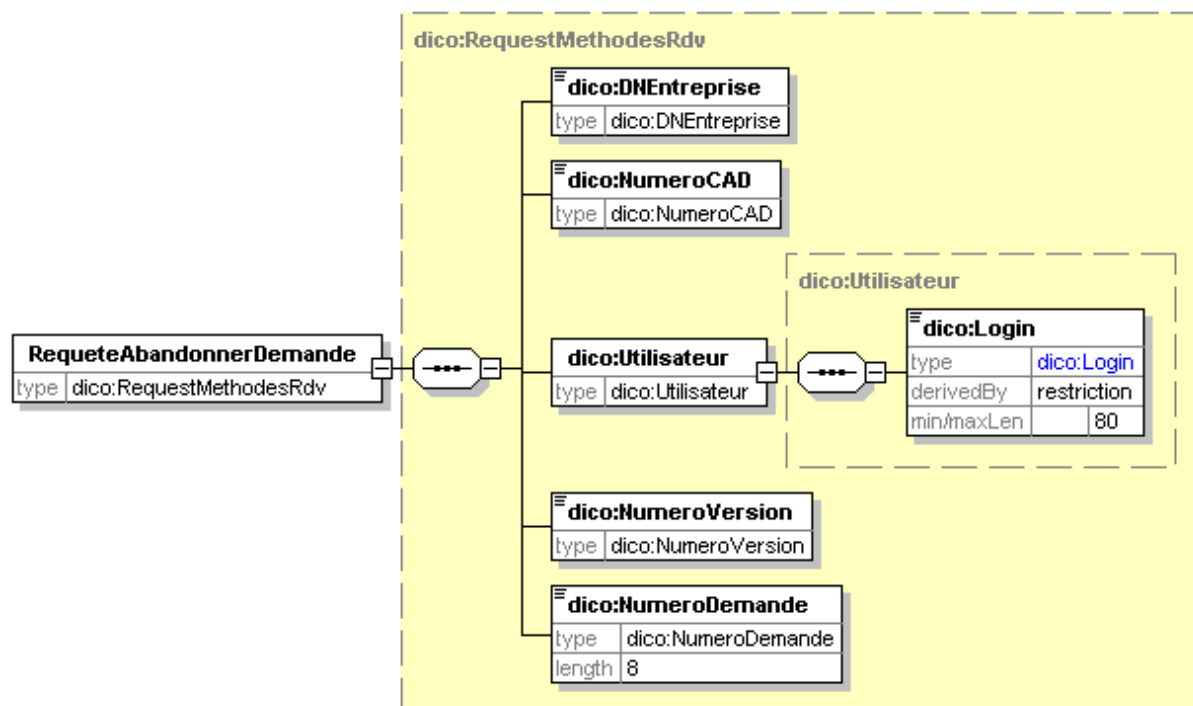 dico:RequestMethodesRdv
dico:DNEntreprise
type dico:DNEntreprise
dico:NumeroCAD
type dico:NumeroCAD
dico:Utilisateur
dico:Login
type dico:Login
derivedBy restriction
min/maxLen 80
RequeteAbandonnerDemande
type dico:RequestMethodesRdv
dico:Utilisateur
type dico:Utilisateur
dico:NumeroVersion
type dico:NumeroVersion
dico:NumeroDemande
type dico:NumeroDemande
length 8